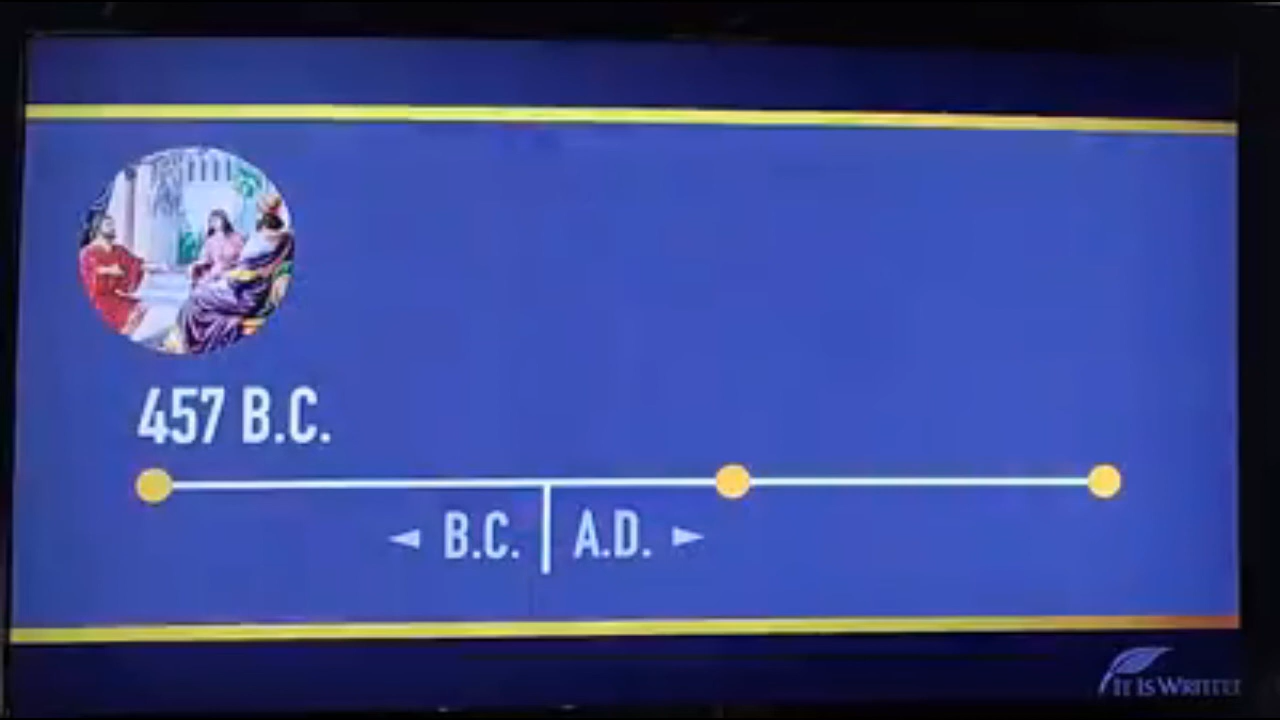 457 B.C.
◄ B.C. | A.D. ►
IT IS WRITTEN